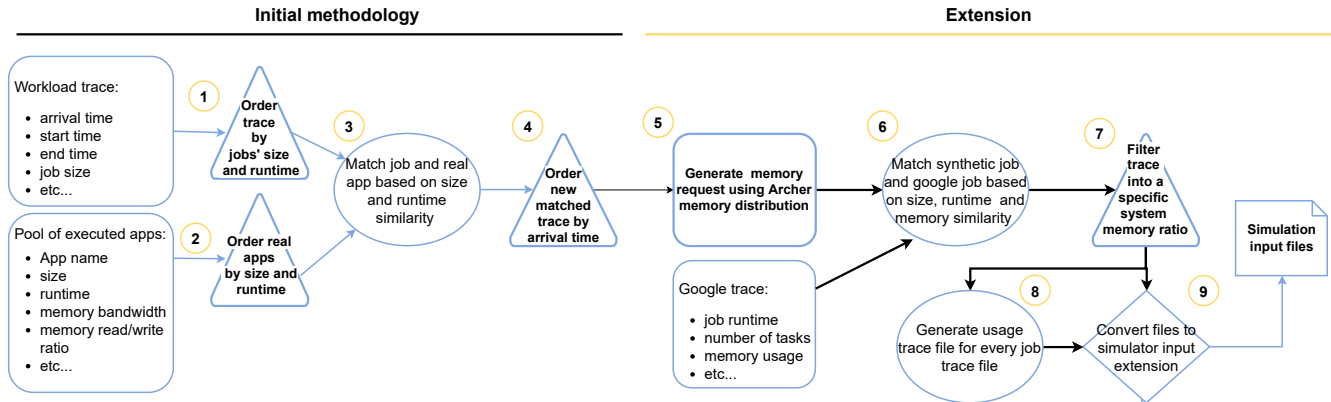 Initial methodology
Extension
Workload trace:
• arrival time
• start time
• end time
• job size
• etc...
1
Order
trace
by
jobs' size
and runtime
Pool of executed apps:
• App name
• size
• runtime
• memory bandwidth
• memory read/write
ratio
• etc...
2
Order real
apps
by size and
runtime
3
Match job and real
app based on size
and runtime
similarity
4
Order
new
matched
trace by
arrival time
5
Generate memory
request using Archer
memory distribution
Google trace:
• job runtime
• number of tasks
• memory usage
• etc...
6
Match synthetic job
and google job based
on size, runtime and
memory similarity
7
Filter
trace
into a
specific
system
memory ratio
8
Generate usage
trace file for every job
trace file
9
Convert files to
simulator input
extension
Simulation
input files